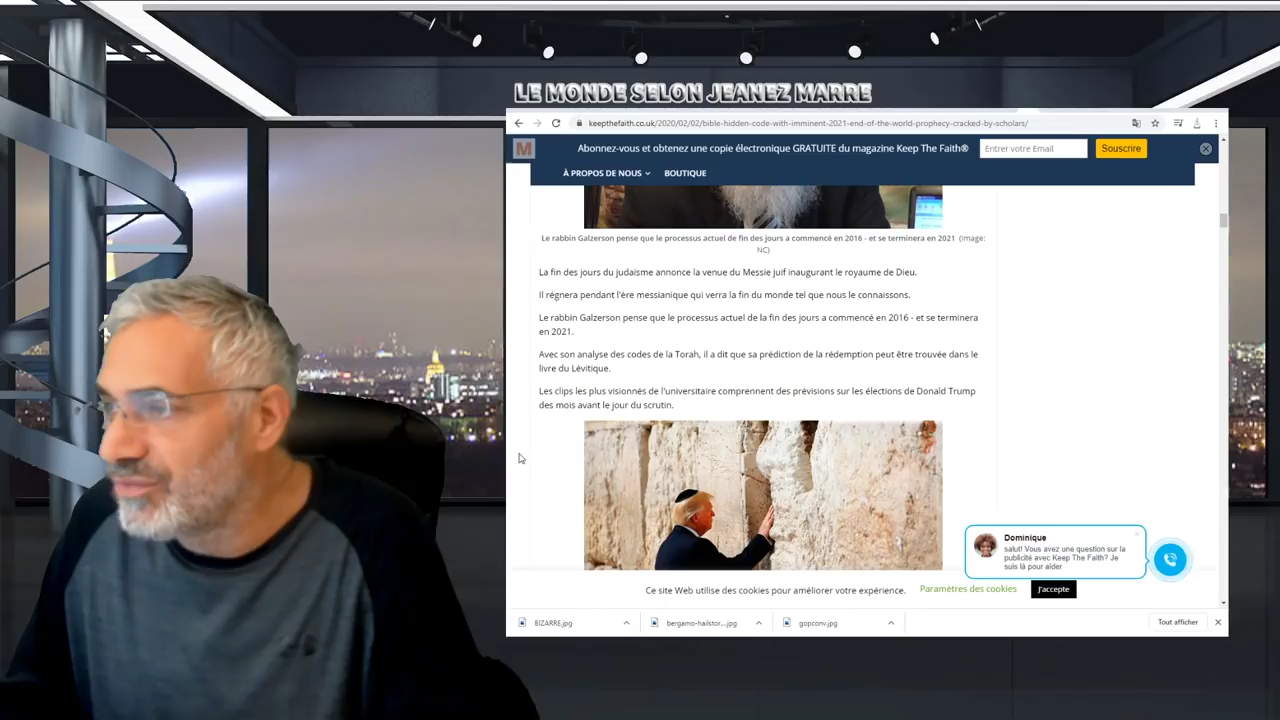 LE MONDE SELON JEANEZ MARRE
keepthefaith.co.uk/2020/02/02/bible-hidden-code-with-imminent-2021-end-of-the-world-prophecy-cracked-by-scholars/
M
Abonnez-vous et obtenez une copie électronique GRATUITE du magazine Keep The Faith®
Entrer votre Email
Souscrire
À PROPOS DE NOUS
BOUTIQUE
Le rabbin Galzerson pense que le processus actuel de fin des jours a commencé en 2016 - et se terminera en 2021 (Image:
NC)
La fin des jours du judaïsme annonce la venue du Messie juif inaugurant le royaume de Dieu.
Il régnera pendant l'ère messianique qui verra la fin du monde tel que nous le connaissons.
Le rabbin Galzerson pense que le processus actuel de la fin des jours a commencé en 2016 - et se terminera
en 2021.
Avec son analyse des codes de la Torah, il a dit que sa prédiction de la rédemption peut être trouvée dans le
livre du Lévitique.
Les clips les plus visionnés de l'universitaire comprennent des prévisions sur les élections de Donald Trump
des mois avant le jour du scrutin.
Dominique
salut! Vous avez une question sur la
publicité avec Keep The Faith? Je
suis là pour aider
Ce site Web utilise des cookies pour améliorer votre expérience.
Paramètres des cookies
J'accepte
BIZARRE.jpg
bergamo-hailstor....jpg
gopconv.jpg
Tout afficher